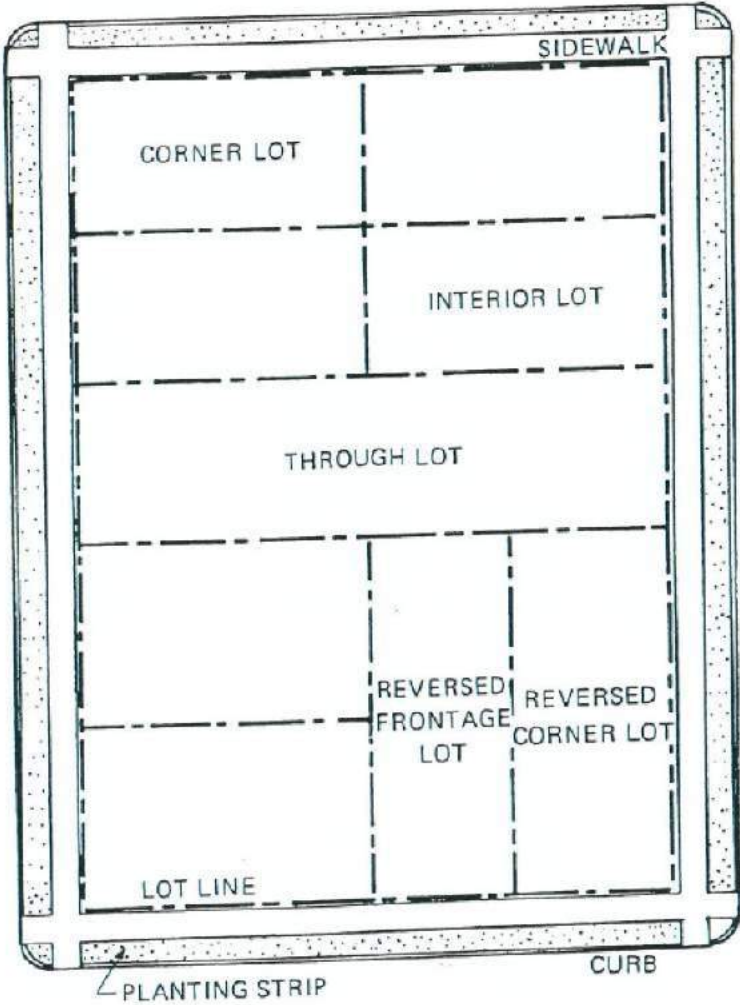 SIDEWALK
CORNER LOT
INTERIOR LOT
THROUGH LOT
REVERSED
FRONTAGE
LOT
REVERSED
CORNER LOT
LOT LINE
CURB
PLANTING STRIP